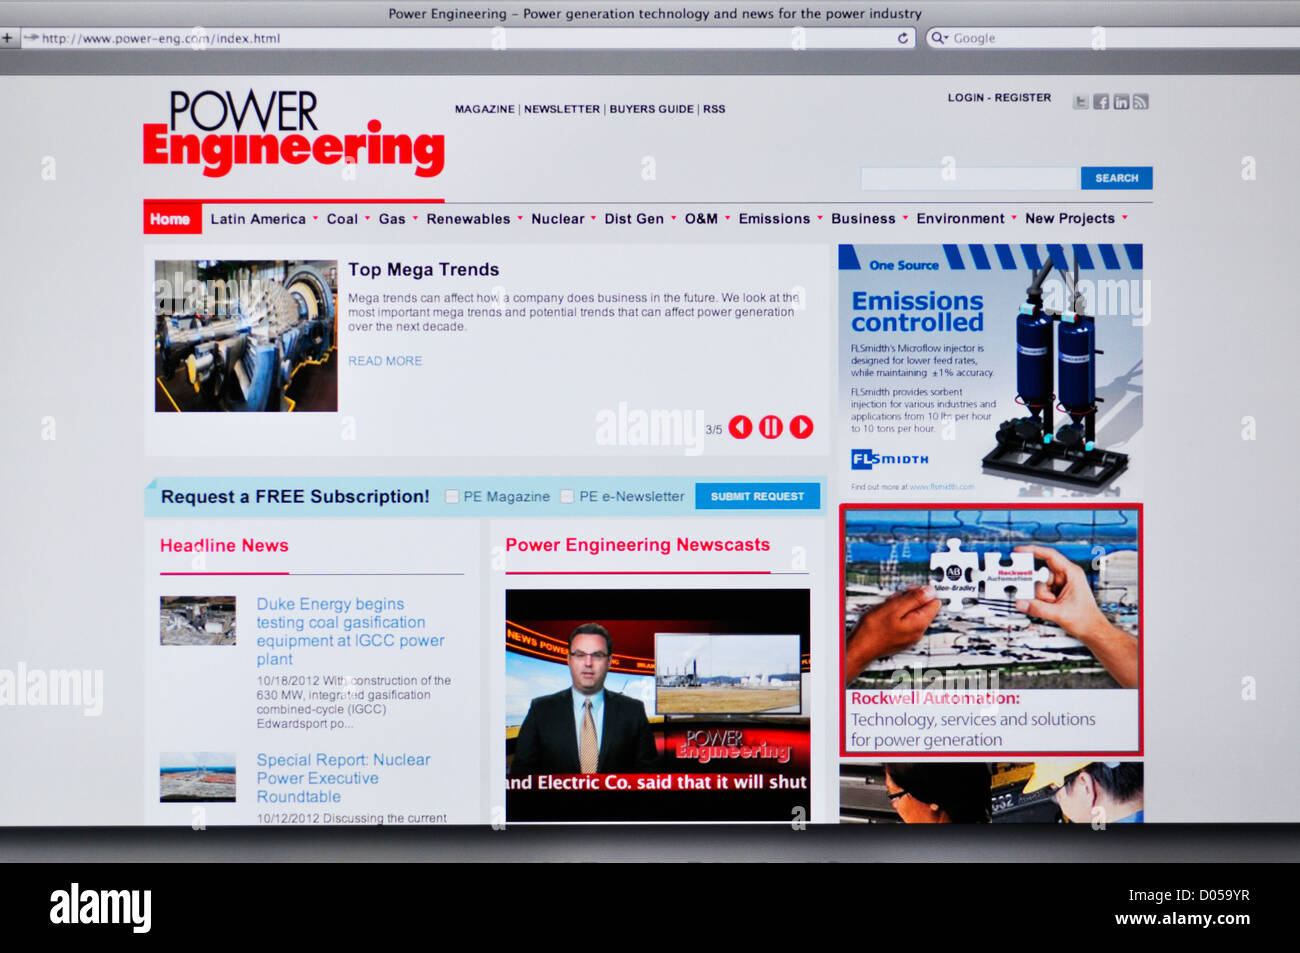 Power Engineering – Power generation technology and news for the power industry
+ http://www.power-eng.com/index.html
Google
POWER
Engineering
MAGAZINE | NEWSLETTER | BUYERS GUIDE | RSS
LOGIN - REGISTER
SEARCH
Home Latin America Coal Gas Renewables Nuclear Dist Gen O&M Emissions Business Environment New Projects
Top Mega Trends
Mega trends can affect how a company does business in the future. We look at the
most important mega trends and potential trends that can affect power generation
over the next decade.
READ MORE
3/5
One Source
Emissions
controlled
FLSmidth's Microflow injector is
designed for lower feed rates,
while maintaining ±1% accuracy.
FLSmidth provides sorbent
injection for various industries and
applications from 10 lbs per hour
to 10 tons per hour.
FLSMIDTH
Find out more at www.flsmidth.com
Request a FREE Subscription! PE Magazine PE e-Newsletter SUBMIT REQUEST
Headline News
Duke Energy begins
testing coal gasification
equipment at IGCC power
plant
10/18/2012 With construction of the
630 MW, integrated gasification
combined-cycle (IGCC)
Edwardsport po...
Special Report: Nuclear
Power Executive
Roundtable
10/12/2012 Discussing the current
Power Engineering Newscasts
NEWS POWER
POWER
Engineering
and Electric Co. said that it will shut
AB
Allen-Bradley
Rockwell
Automation
Rockwell Automation:
Technology, services and solutions
for power generation
alamy
alamy
alamy
Image ID: D059YR
www.alamy.com